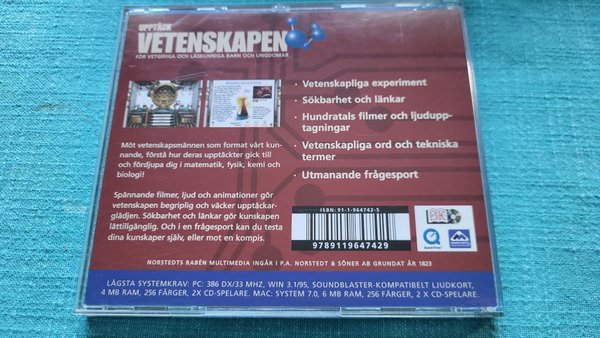 UPPTÄCK
VETENSKAPEN
FÖR VETGIRIGA OCH LÄSKUNNIGA BARN OCH UNGDOMAR
· Vetenskapliga experiment
· Sökbarhet och länkar
· Hundratals filmer och ljudupp-
tagningar
· Vetenskapliga ord och tekniska
termer
· Utmanande frågesport
Möt vetenskapsmännen som format vårt kun-
nande, förstå hur deras upptäckter gick till
och fördjupa dig i matematik, fysik, kemi och
biologi!
Spännande filmer, ljud och animationer gör
vetenskapen begriplig och väcker upptäckar-
glädjen. Sökbarhet och länkar gör kunskapen
lättillgänglig. Och i en frågesport kan du testa
dina kunskaper själv, eller mot en kompis.
ISBN: 91-1-964742-5
9789119647429
DK
NORSTEDTS RABÉN MULTIMEDIA INGÅR I P.A. NORSTEDT & SÖNER AB GRUNDAT ÅR 1823
LÄGSTA SYSTEMKRAV: PC: 386 DX/33 MHZ, WIN 3.1/95, SOUNDBLASTER-KOMPATIBELT LJUDKORT,
4 MB RAM, 256 FÄRGER, 2X CD-SPELARE. MAC: SYSTEM 7.0, 6 MB RAM, 256 FÄRGER, 2 X CD-SPELARE.